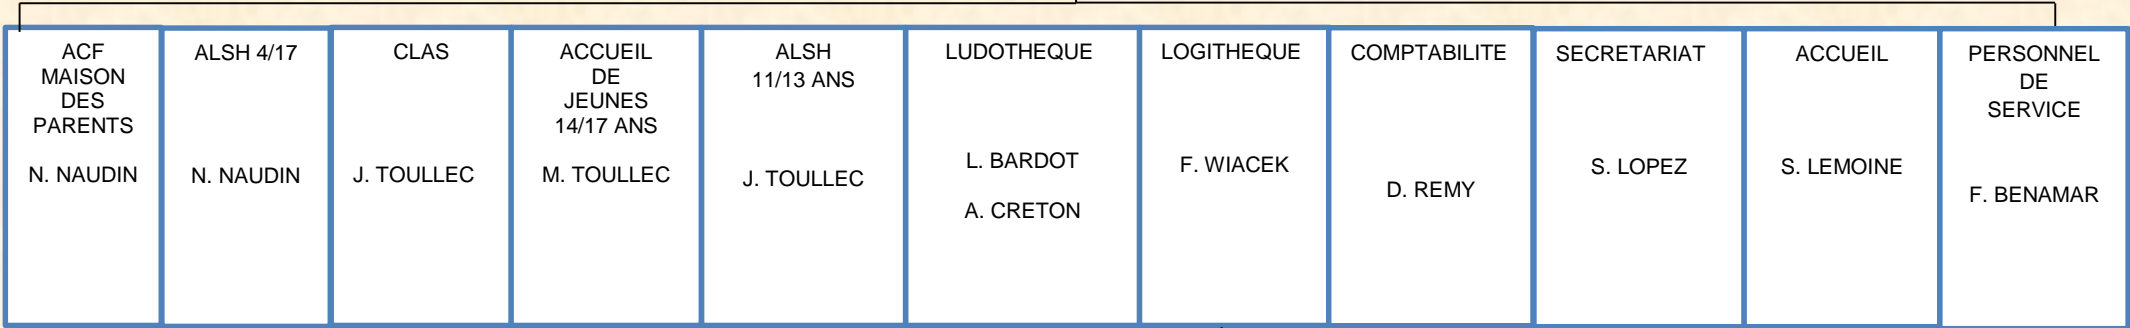 ACF
MAISON
DES
PARENTS
N. NAUDIN
ALSH 4/17
N. NAUDIN
CLAS
J. TOULLEC
ACCUEIL
DE
JEUNES
14/17 ANS
M. TOULLEC
ALSH
11/13 ANS
J. TOULLEC
LUDOTHEQUE
L. BARDOT
A. CRETON
LOGITHEQUE
F. WIACEK
COMPTABILITE
D. REMY
SECRETARIAT
S. LOPEZ
ACCUEIL
S. LEMOINE
PERSONNEL
DE
SERVICE
F. BENAMAR